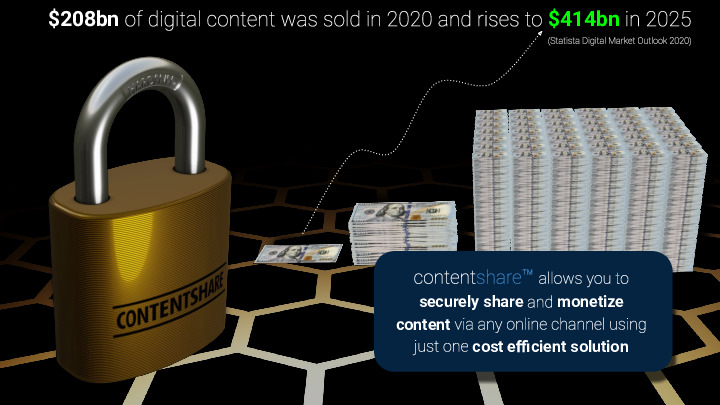 $208bn of digital content was sold in 2020 and rises to $414bn in 2025
(Statista Digital Market Outlook 2020)
HARDENED
CONTENTSHARE
contentshare™ allows you to
securely share and monetize
content via any online channel using
just one cost efficient solution